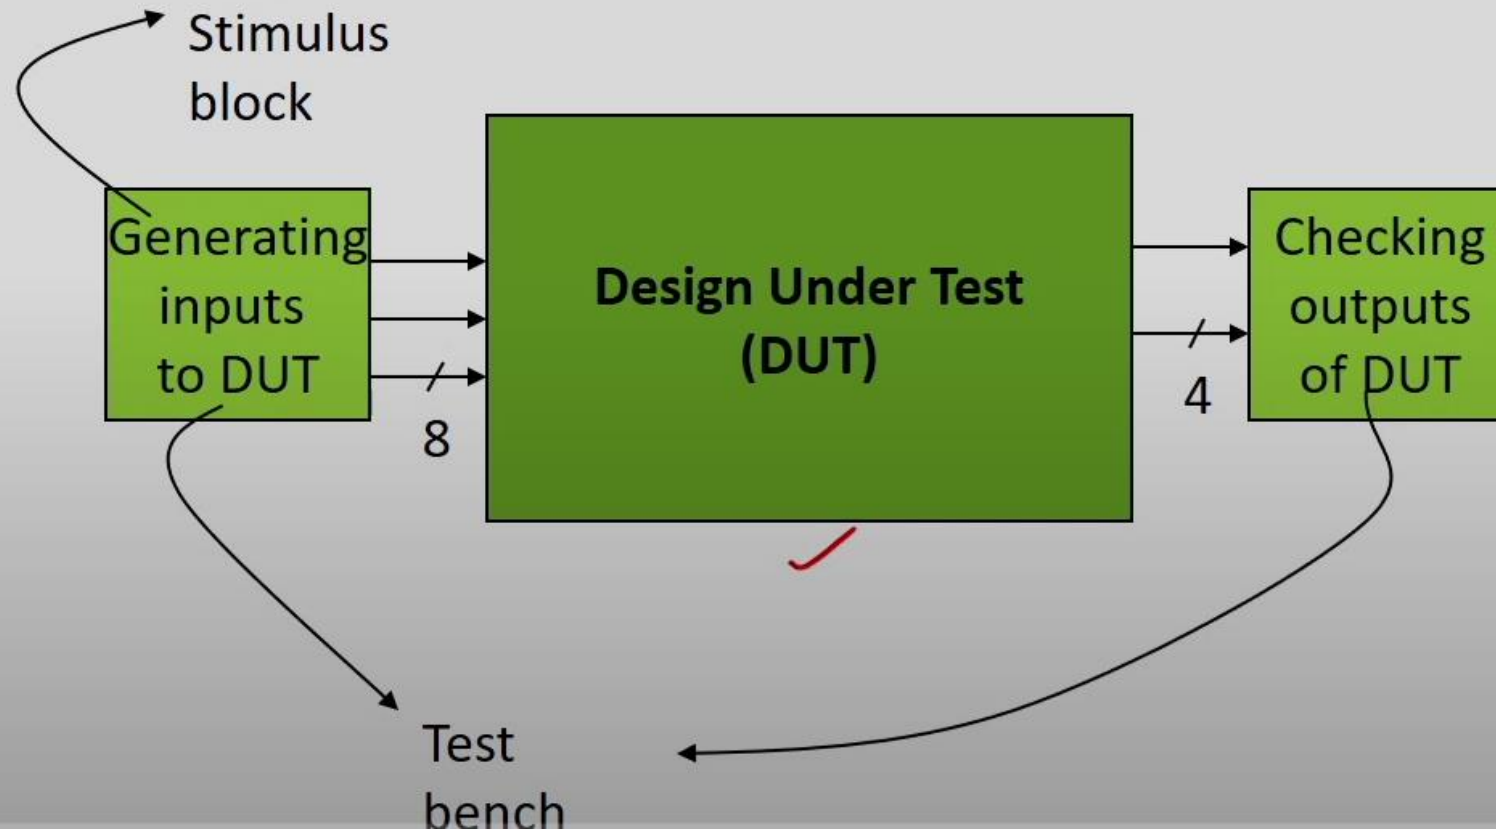 Stimulus
block
Generating
inputs
to DUT
8
Design Under Test
(DUT)
4
Checking
outputs
of DUT
Test
bench